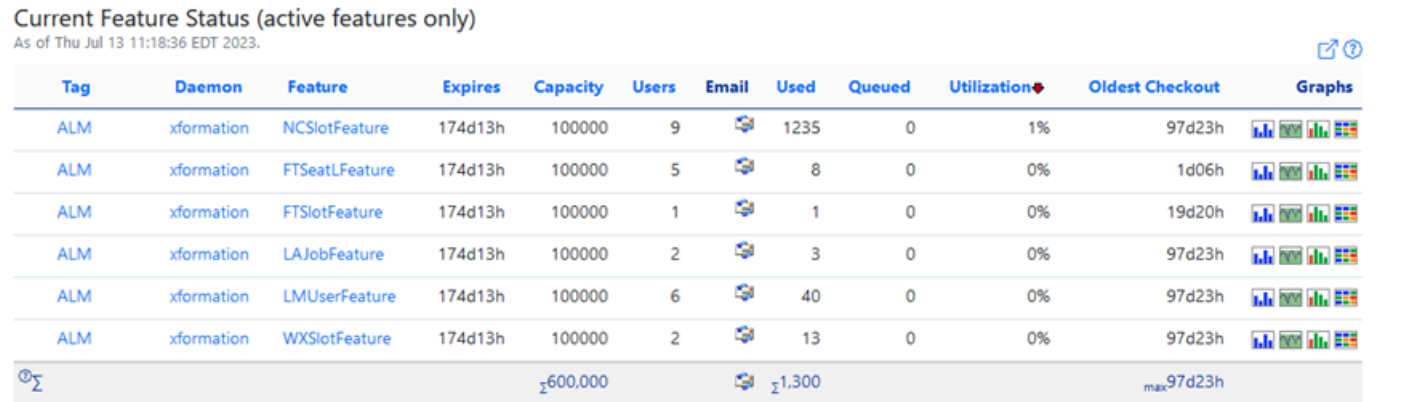 Current Feature Status (active features only)
As of Thu Jul 13 11:18:36 EDT 2023.
Tag Daemon Feature Expires Capacity Users Email Used Queued Utilization Oldest Checkout Graphs
ALM xformation NCSlotFeature 174d13h 100000 9 1235 0 1% 97d23h
ALM xformation FTSeatLFeature 174d13h 100000 5 8 0 0% 1d06h
ALM xformation FTSlotFeature 174d13h 100000 1 1 0 0% 19d20h
ALM xformation LAJobFeature 174d13h 100000 2 3 0 0% 97d23h
ALM xformation LMUserFeature 174d13h 100000 6 40 0 0% 97d23h
ALM xformation WXSlotFeature 174d13h 100000 2 13 0 0% 97d23h
?∑ ∑600,000 ∑1,300 max97d23h